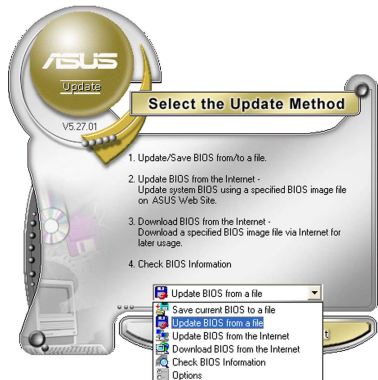 ASUS
Update
V5.27.01
Select the Update Method
1. Update/Save BIOS from/to a file.
2. Update BIOS from the Internet -
Update system BIOS using a specified BIOS image file
on ASUS Web Site.
3. Download BIOS from the Internet -
Download a specified BIOS image file via Internet for
later usage.
4. Check BIOS Information
Update BIOS from a file
Save current BIOS to a file
Update BIOS from a file
Update BIOS from the Internet
Download BIOS from the Internet
Check BIOS Information
Options